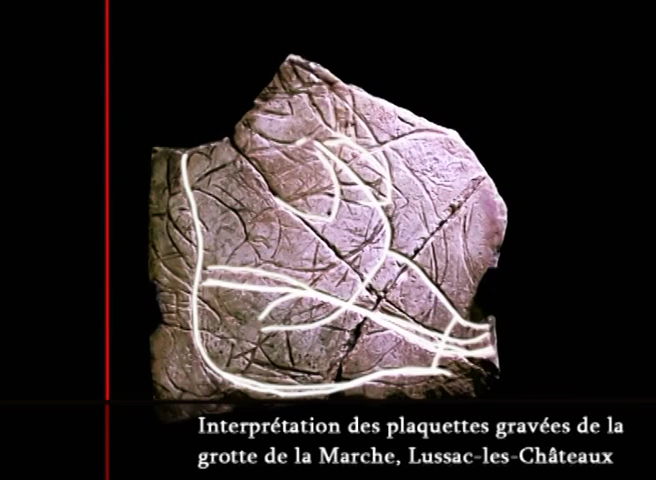 Interprétation des plaquettes gravées de la
grotte de la Marche, Lussac-les-Châteaux